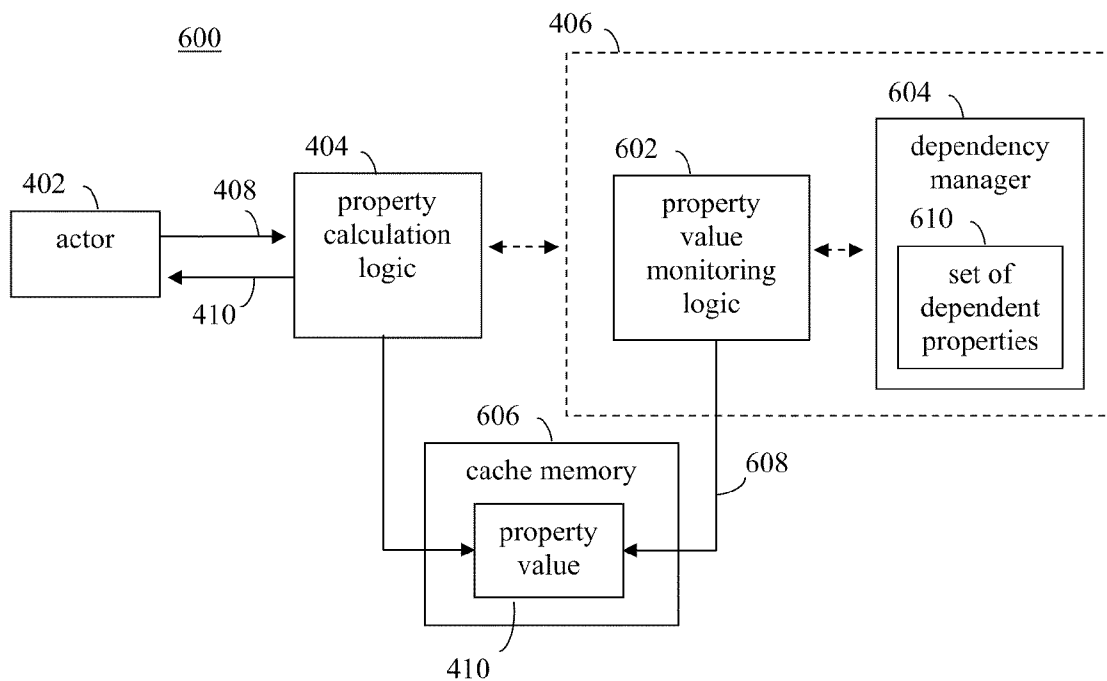 600
406
604
dependency
manager
610
set of
dependent
properties
602
property
value
monitoring
logic
404
property
calculation
logic
402
actor
408
410
606
cache memory
property
value
410
608